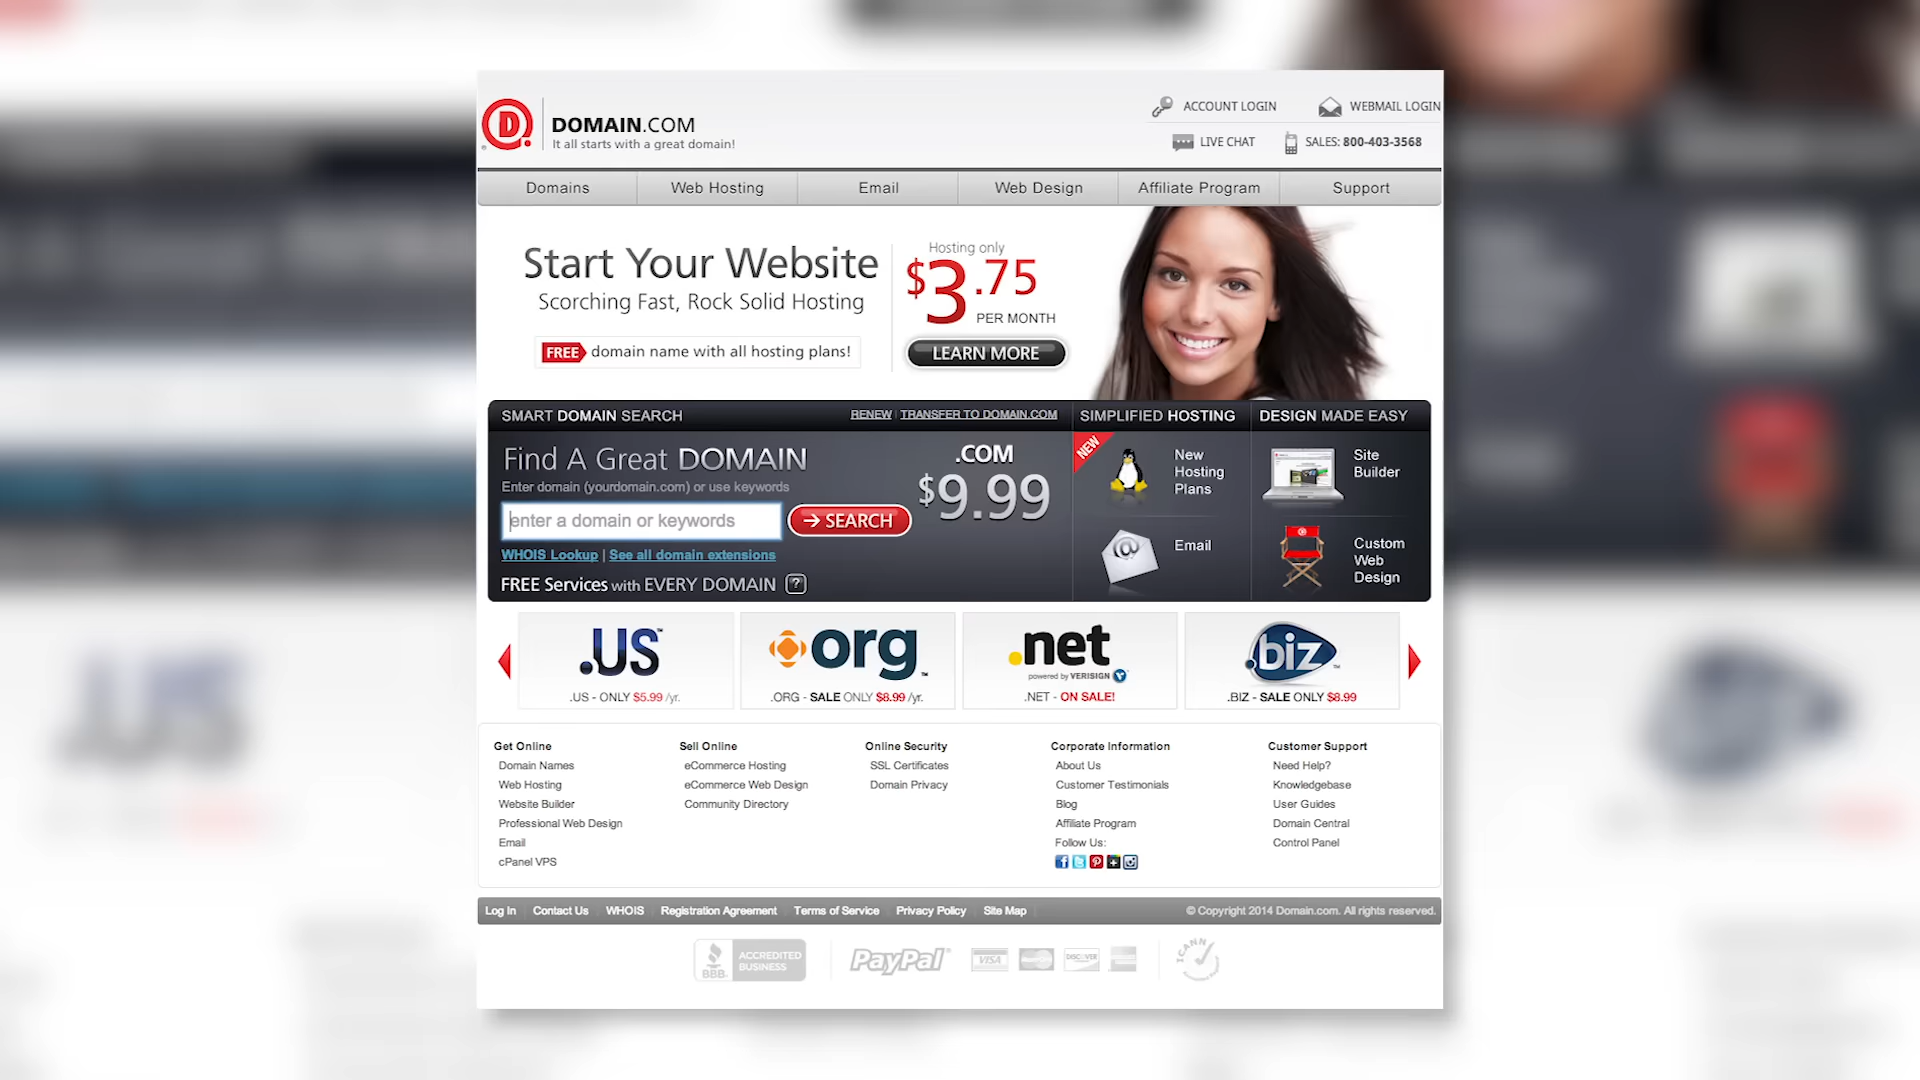 DOMAIN.COM
It all starts with a great domain!
ACCOUNT LOGIN
WEBMAIL LOGIN
LIVE CHAT
SALES: 800-403-3568
Domains
Web Hosting
Email
Web Design
Affiliate Program
Support
Start Your Website
Scorching Fast, Rock Solid Hosting
FREE domain name with all hosting plans!
Hosting only
$3.75
PER MONTH
LEARN MORE
SMART DOMAIN SEARCH
RENEW | TRANSFER TO DOMAIN.COM
Find A Great DOMAIN
Enter domain (yourdomain.com) or use keywords
enter a domain or keywords
SEARCH
WHOIS Lookup | See all domain extensions
FREE Services with EVERY DOMAIN ?
.COM
$9.99
SIMPLIFIED HOSTING
NEW
New
Hosting
Plans
Email
DESIGN MADE EASY
Site
Builder
Custom
Web
Design
.US™
.US - ONLY $5.99 /yr.
org™
.ORG - SALE ONLY $8.99 /yr.
.net
powered by VERISIGN
.NET - ON SALE!
.biz™
.BIZ - SALE ONLY $8.99
Get Online
Domain Names
Web Hosting
Website Builder
Professional Web Design
Email
cPanel VPS
Sell Online
eCommerce Hosting
eCommerce Web Design
Community Directory
Online Security
SSL Certificates
Domain Privacy
Corporate Information
About Us
Customer Testimonials
Blog
Affiliate Program
Follow Us:
Customer Support
Need Help?
Knowledgebase
User Guides
Domain Central
Control Panel
Log In
Contact Us
WHOIS
Registration Agreement
Terms of Service
Privacy Policy
Site Map
© Copyright 2014 Domain.com. All rights reserved.
BBB.
ACCREDITED
BUSINESS
PayPal
VISA
DISCOVER
ICANN